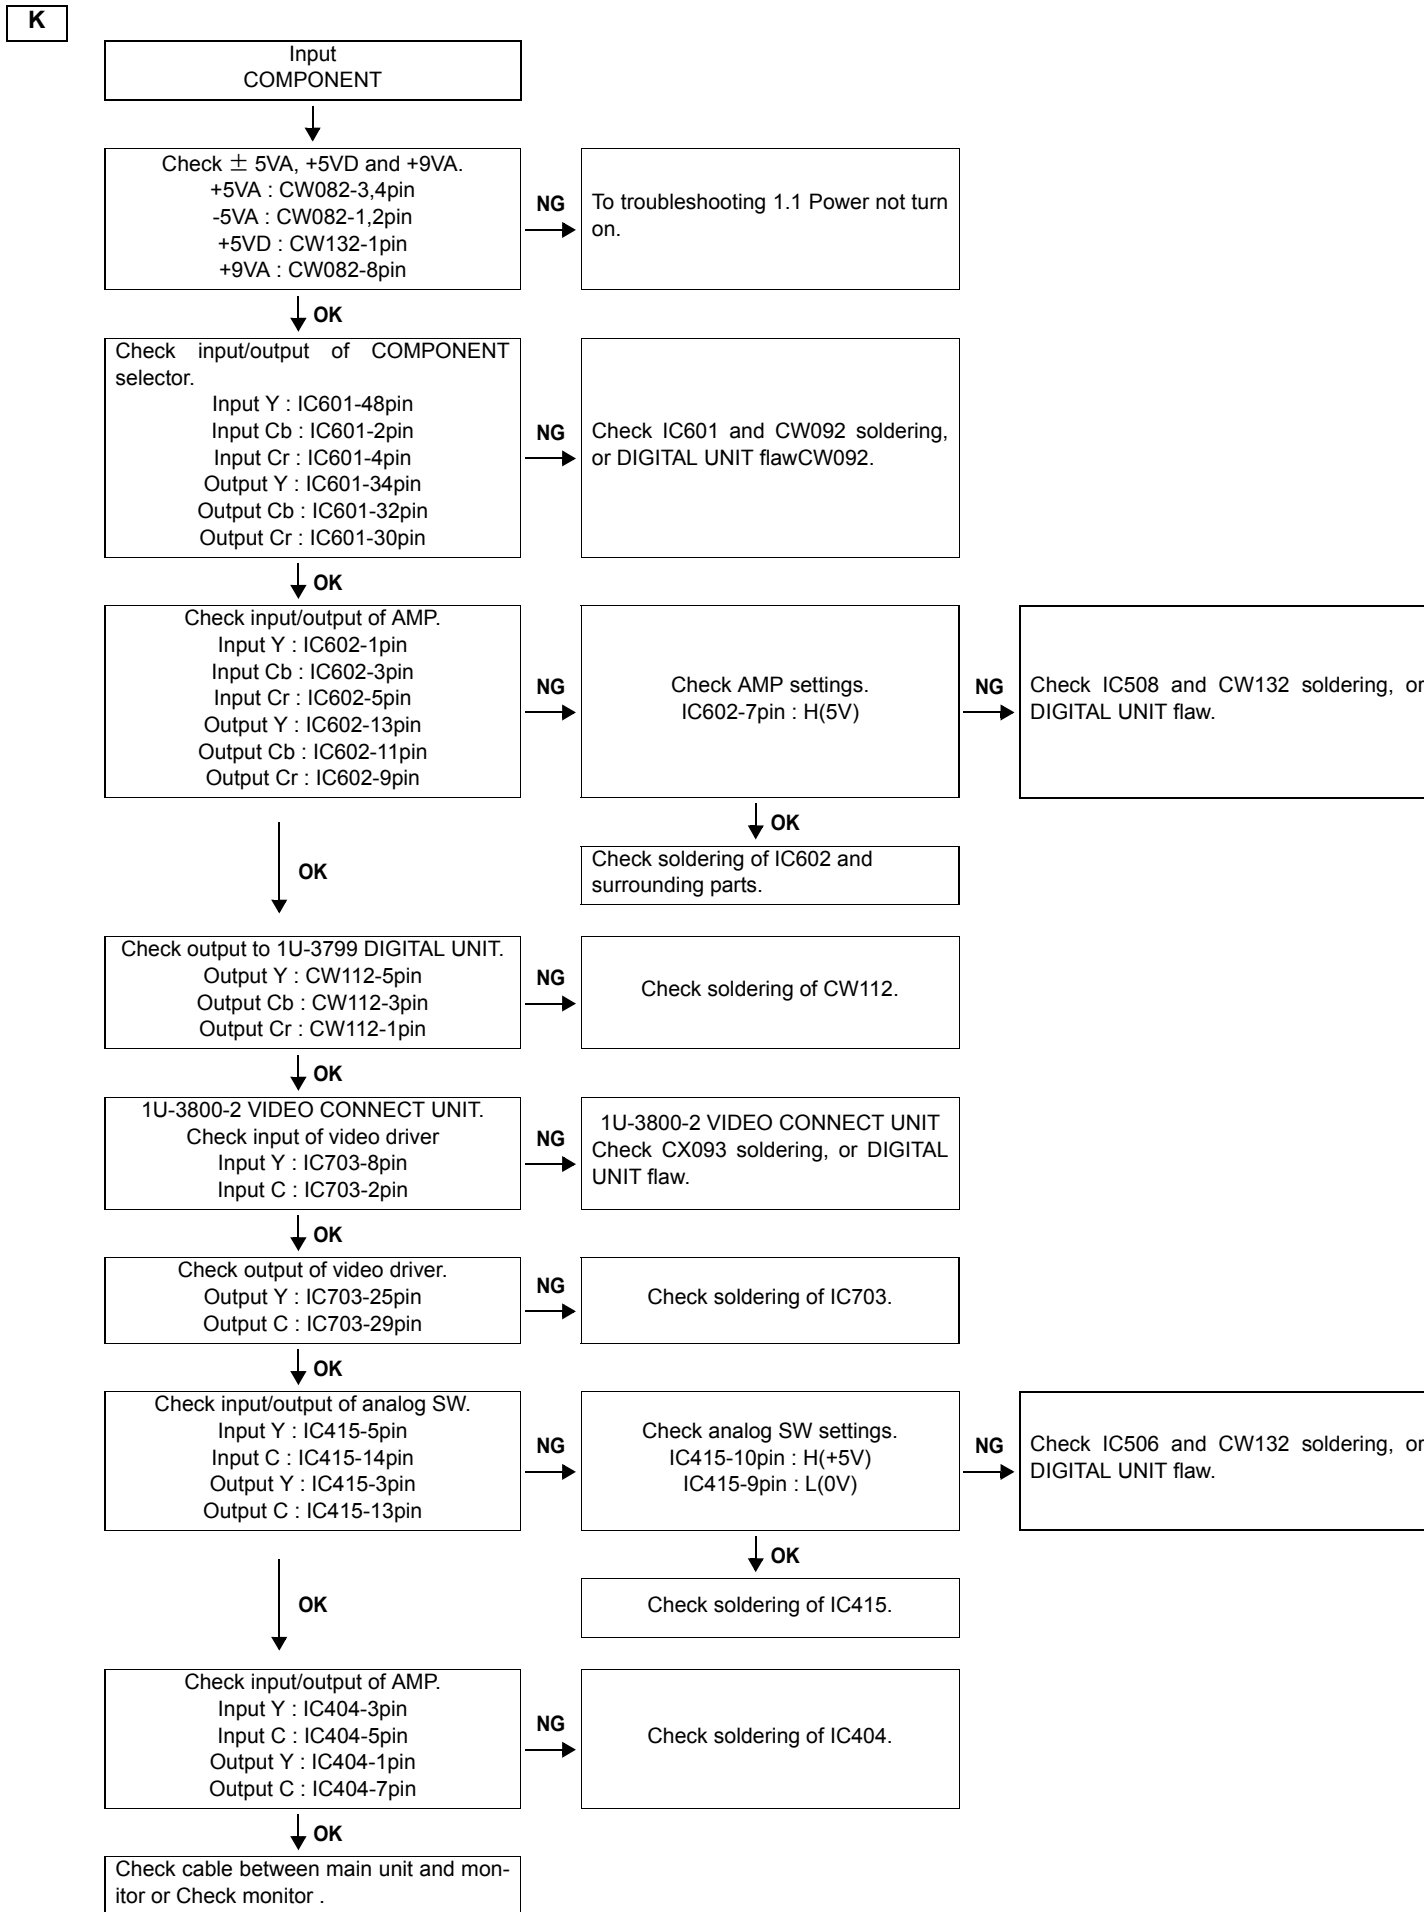 K
Input
COMPONENT
Check ± 5VA, +5VD and +9VA.
+5VA : CW082-3,4pin
-5VA : CW082-1,2pin
+5VD : CW132-1pin
+9VA : CW082-8pin
NG
To troubleshooting 1.1 Power not turn
on.
OK
Check input/output of COMPONENT
selector.
Input Y : IC601-48pin
Input Cb : IC601-2pin
Input Cr : IC601-4pin
Output Y : IC601-34pin
Output Cb : IC601-32pin
Output Cr : IC601-30pin
NG
Check IC601 and CW092 soldering,
or DIGITAL UNIT flawCW092.
OK
Check input/output of AMP.
Input Y : IC602-1pin
Input Cb : IC602-3pin
Input Cr : IC602-5pin
Output Y : IC602-13pin
Output Cb : IC602-11pin
Output Cr : IC602-9pin
NG
Check AMP settings.
IC602-7pin : H(5V)
NG
Check IC508 and CW132 soldering, or
DIGITAL UNIT flaw.
OK
Check soldering of IC602 and
surrounding parts.
OK
Check output to 1U-3799 DIGITAL UNIT.
Output Y : CW112-5pin
Output Cb : CW112-3pin
Output Cr : CW112-1pin
NG
Check soldering of CW112.
OK
1U-3800-2 VIDEO CONNECT UNIT.
Check input of video driver
Input Y : IC703-8pin
Input C : IC703-2pin
NG
1U-3800-2 VIDEO CONNECT UNIT
Check CX093 soldering, or DIGITAL
UNIT flaw.
OK
Check output of video driver.
Output Y : IC703-25pin
Output C : IC703-29pin
NG
Check soldering of IC703.
OK
Check input/output of analog SW.
Input Y : IC415-5pin
Input C : IC415-14pin
Output Y : IC415-3pin
Output C : IC415-13pin
NG
Check analog SW settings.
IC415-10pin : H(+5V)
IC415-9pin : L(0V)
NG
Check IC506 and CW132 soldering, or
DIGITAL UNIT flaw.
OK
Check soldering of IC415.
OK
Check input/output of AMP.
Input Y : IC404-3pin
Input C : IC404-5pin
Output Y : IC404-1pin
Output C : IC404-7pin
NG
Check soldering of IC404.
OK
Check cable between main unit and mon-
itor or Check monitor .